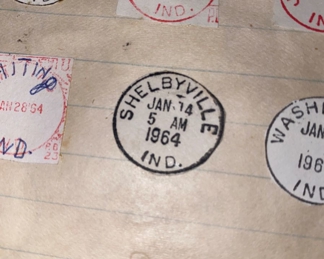 IND.
SHELBYVILLE
JAN 14
5 AM
1964
IND.
JAN 28 '64
IND.
WASH
JAN
196
IND